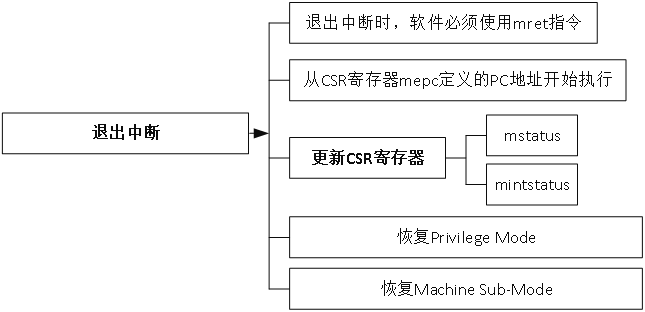 退出中断时，软件必须使用mret指令
从CSR寄存器mepc定义的PC地址开始执行
退出中断
更新CSR寄存器
mstatus
mintstatus
恢复Privilege Mode
恢复Machine Sub-Mode